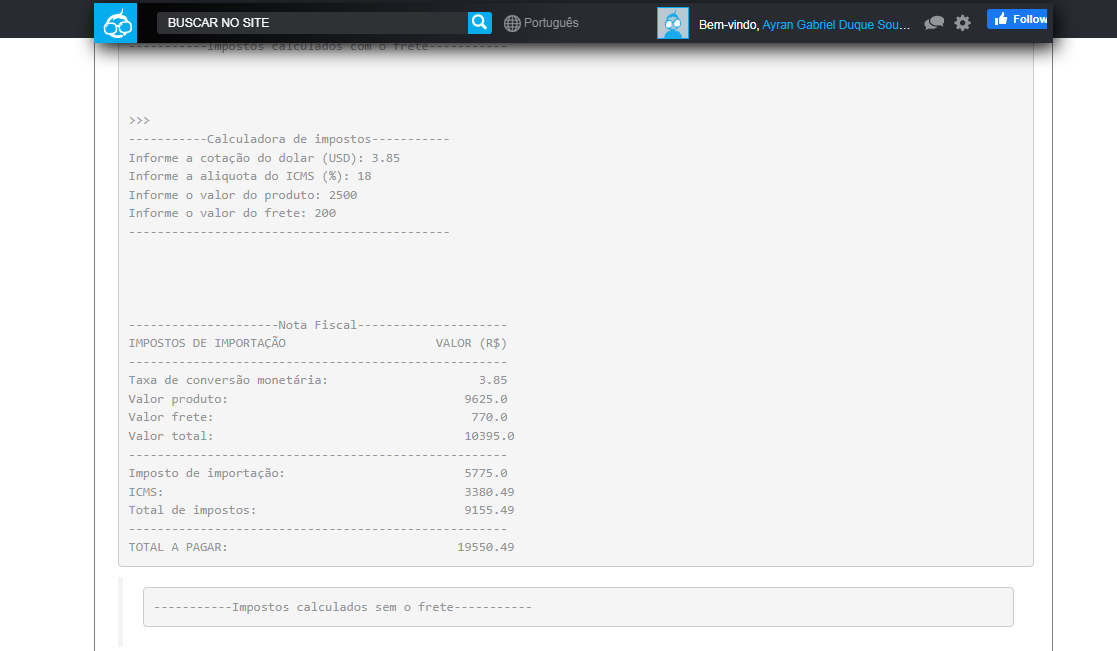 BUSCAR NO SITE
Português
Bem-vindo, Ayran Gabriel Duque Sou...
Follow
-----------Impostos calculados com o frete-----------
>>>
-----------Calculadora de impostos-----------
Informe a cotação do dolar (USD): 3.85
Informe a aliquota do ICMS (%): 18
Informe o valor do produto: 2500
Informe o valor do frete: 200
---------------------------------------------
---------------------Nota Fiscal---------------------
IMPOSTOS DE IMPORTAÇÃO VALOR (R$)
-----------------------------------------------------
Taxa de conversão monetária: 3.85
Valor produto: 9625.0
Valor frete: 770.0
Valor total: 10395.0
-----------------------------------------------------
Imposto de importação: 5775.0
ICMS: 3380.49
Total de impostos: 9155.49
-----------------------------------------------------
TOTAL A PAGAR: 19550.49
-----------Impostos calculados sem o frete-----------